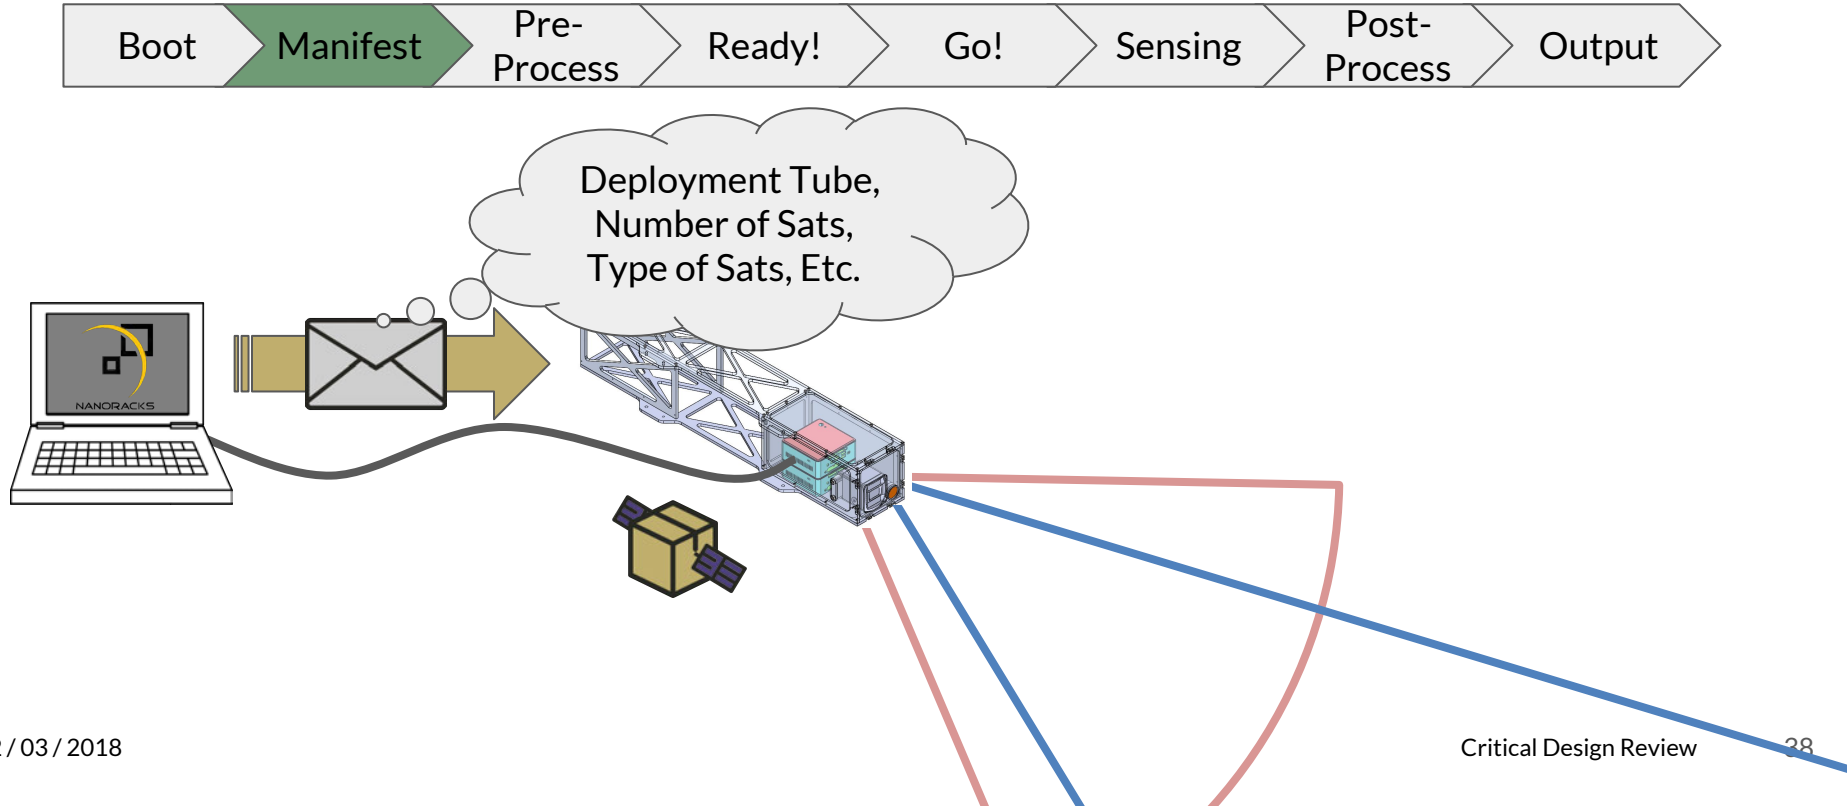 Boot
Manifest
Pre-
Process
Ready!
Go!
Sensing
Post-
Process
Output
Deployment Tube,
Number of Sats,
Type of Sats, Etc.
NANORACKS
/ 03 / 2018
Critical Design Review
38